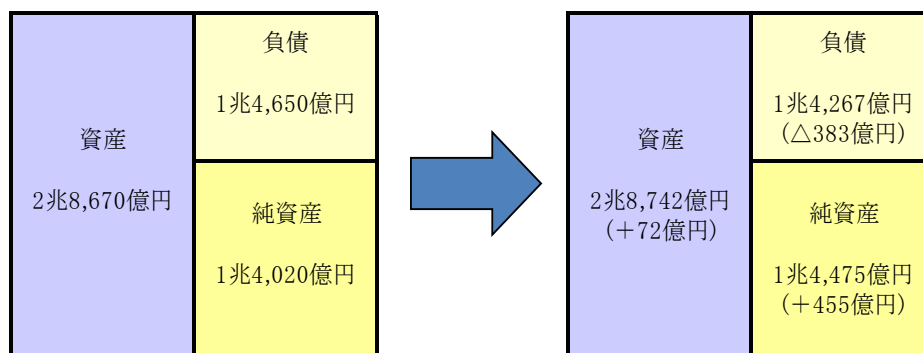 資産
2兆8,670億円
負債
1兆4,650億円
純資産
1兆4,020億円
資産
2兆8,742億円
(＋72億円)
負債
1兆4,267億円
(△383億円)
純資産
1兆4,475億円
(＋455億円)